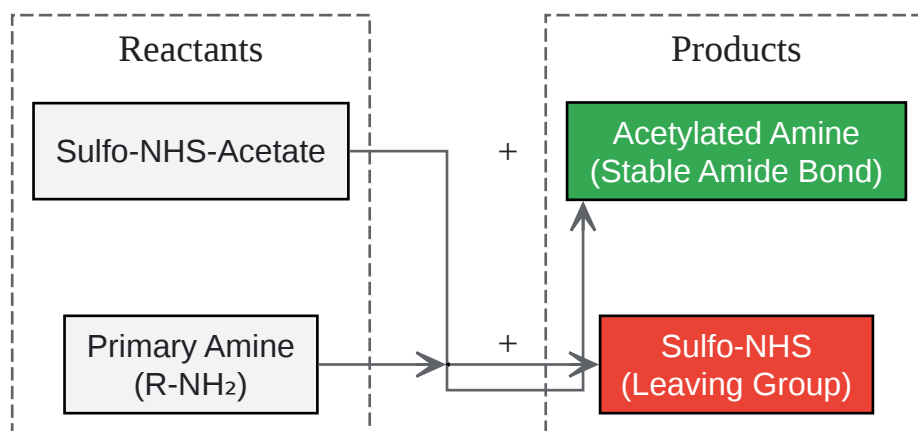 Reactants
Products
Sulfo-NHS-Acetate
+
Acetylated Amine
(Stable Amide Bond)
Primary Amine
(R-NH₂)
+
Sulfo-NHS
(Leaving Group)